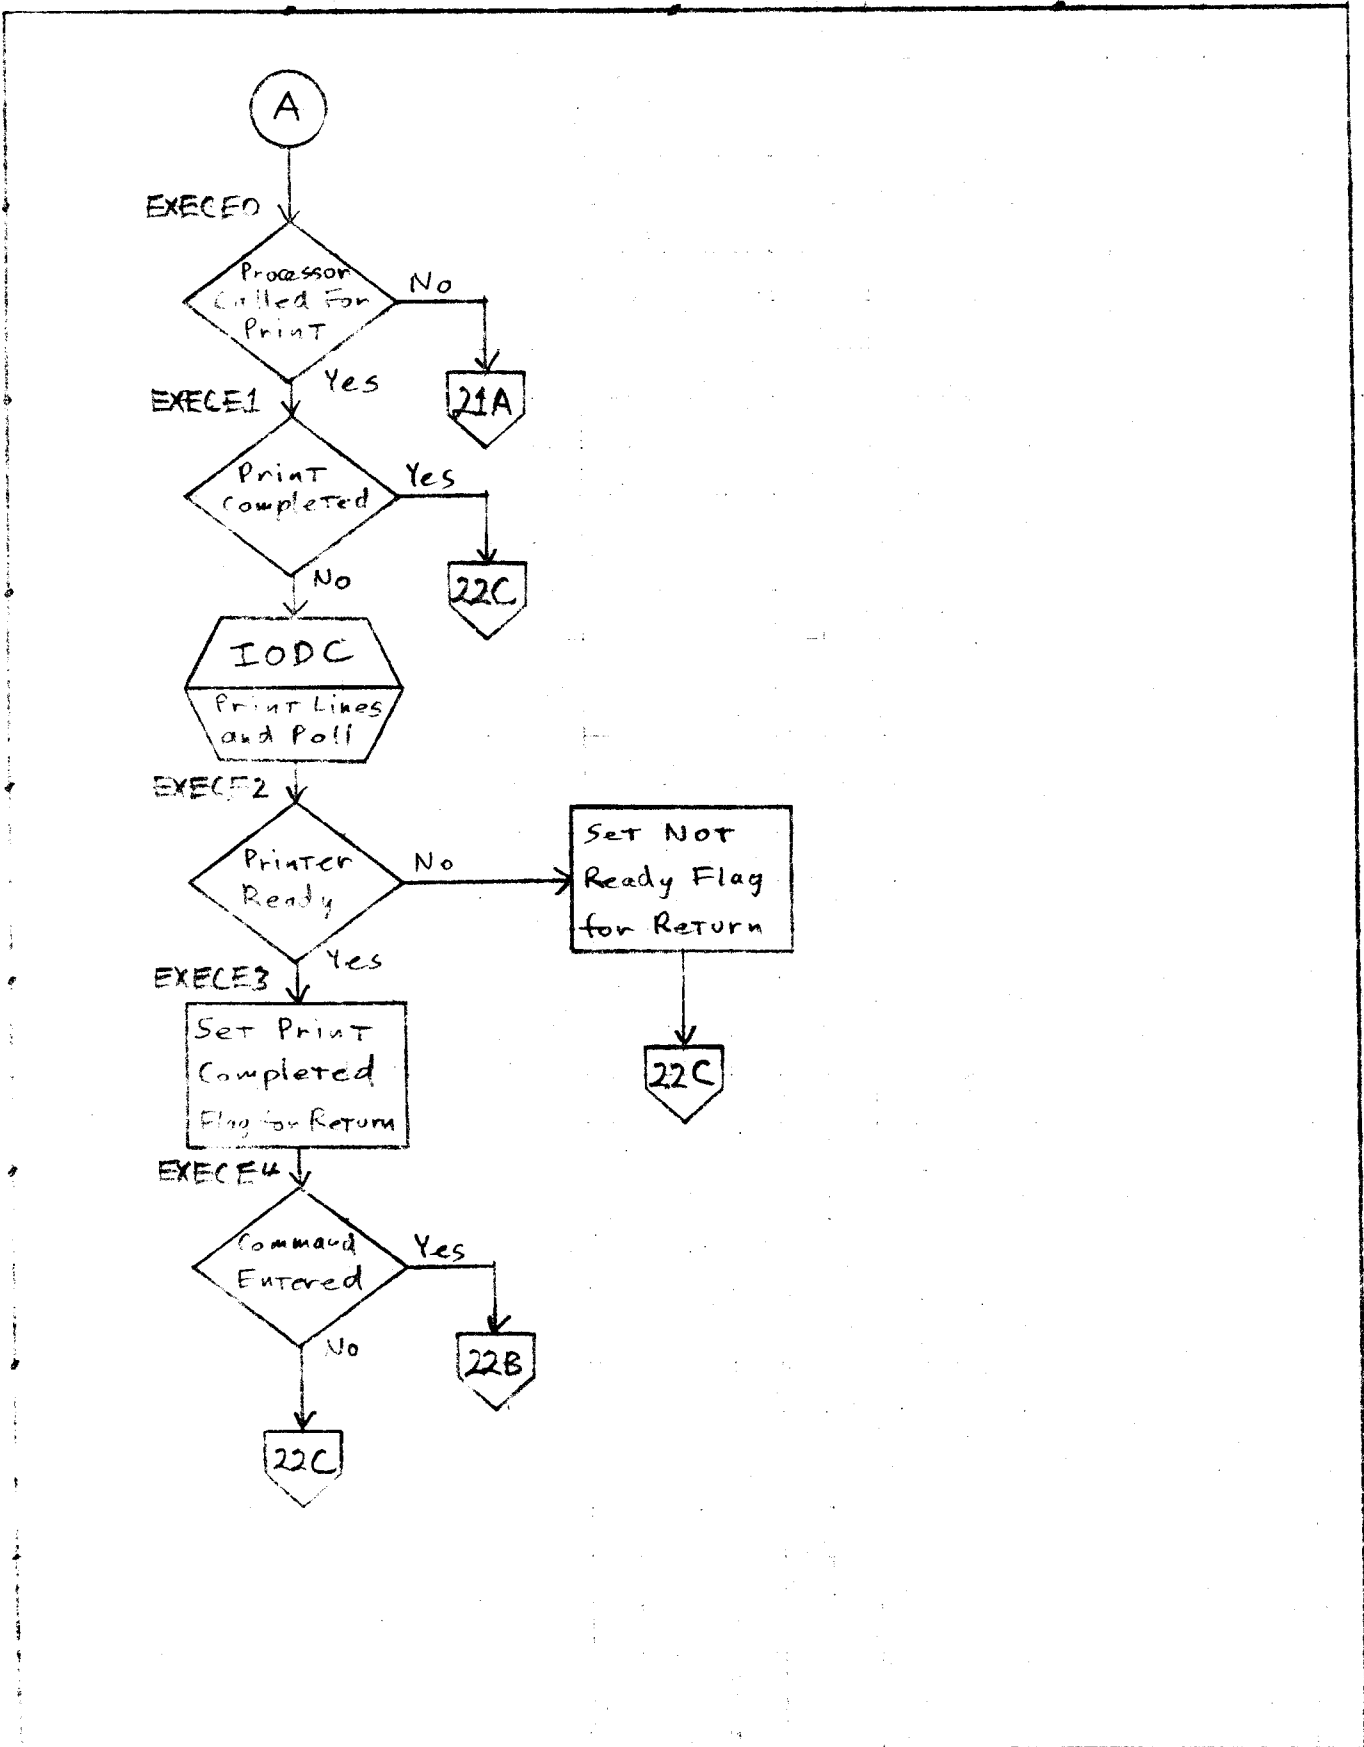 A
EXECE0
Processor
Called For
Print
No
Yes
21A
EXECE1
Print
Completed
Yes
No
22C
IODC
Print Lines
and Poll
EXECE2
Printer
Ready
No
Yes
Set Not
Ready Flag
for Return
22C
EXECE3
Set Print
Completed
Flag for Return
EXECE4
Command
Entered
Yes
No
22B
22C